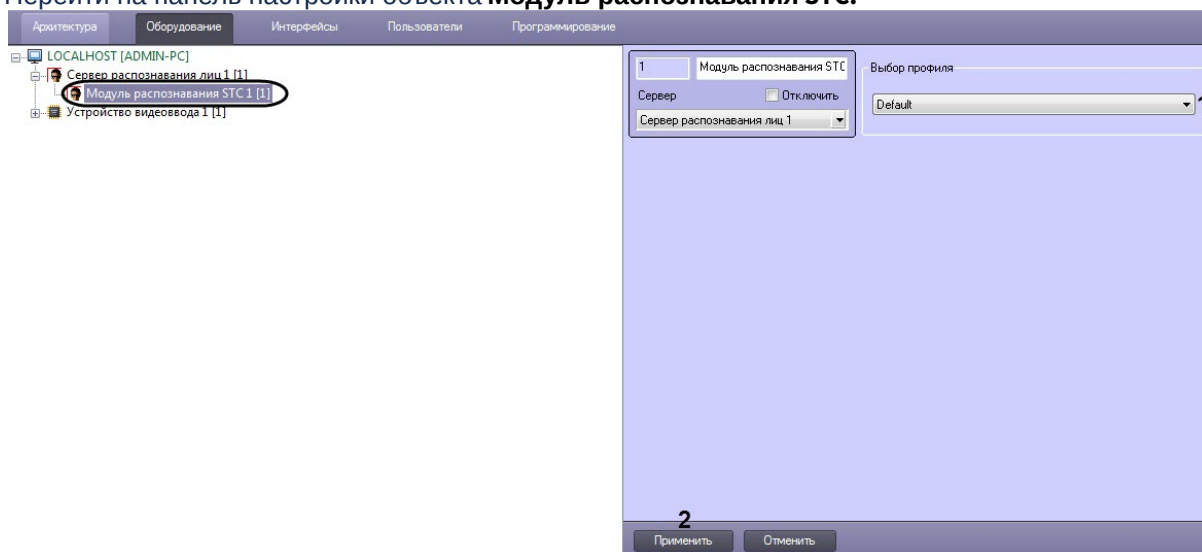 Перейти на панель настройки объекта Модуль распознавания STC.
Архитектура Оборудование Интерфейсы Пользователи Программирование
LOCALHOST [ADMIN-PC]
Сервер распознавания лиц 1 [1]
Модуль распознавания STC 1 [1]
Устройство видеоввода 1 [1]
1 Модуль распознавания STC
Сервер Отключить
Сервер распознавания лиц 1
Выбор профиля
Default
2
Применить Отменить